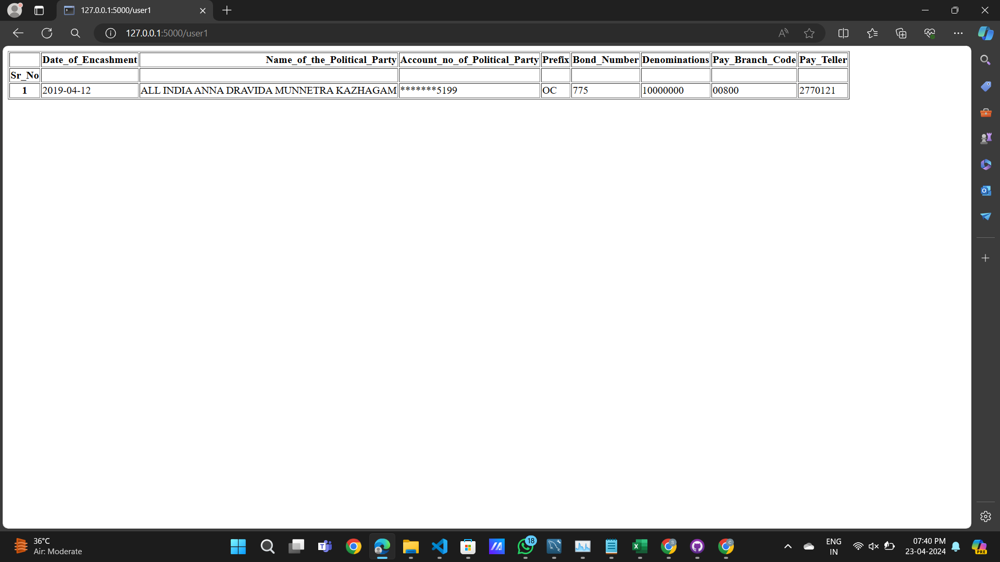 127.0.0.1:5000/user1
127.0.0.1:5000/user1
Date_of_Encashment Name_of_the_Political_Party Account_no_of_Political_Party Prefix Bond_Number Denominations Pay_Branch_Code Pay_Teller
Sr_No
1 2019-04-12 ALL INDIA ANNA DRAVIDA MUNNETRA KAZHAGAM *******5199 OC 775 10000000 00800 2770121
36°C
Air: Moderate
18
S
C
ENG
IN
07:40 PM
23-04-2024
PRE